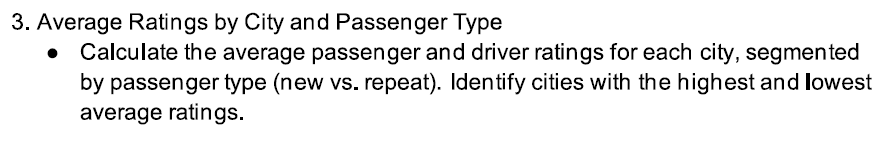 3. Average Ratings by City and Passenger Type
● Calculate the average passenger and driver ratings for each city, segmented
by passenger type (new vs. repeat). Identify cities with the highest and lowest
average ratings.